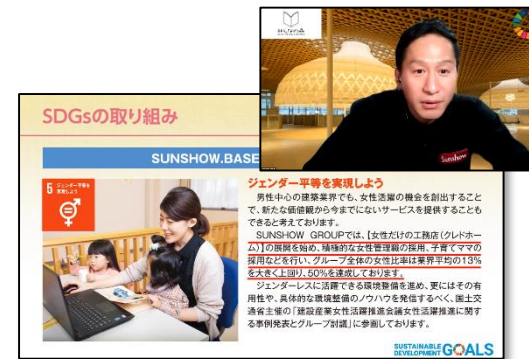 みんなの森
Sunshow
SDGsの取り組み
SUNSHOW.BASE
5 ジェンダー平等を
実現しよう
ジェンダー平等を実現しよう
男性中心の建築業界でも、女性活躍の機会を創出すること
で、新たな価値観から今までにないサービスを提供することも
できると考えております。
SUNSHOW GROUPでは、【女性だけの工務店(クレドホー
ム)】の展開を始め、積極的な女性管理職の採用、子育てママの
採用などを行い、グループ全体の女性比率は業界平均の13%
を大きく上回り、50%を達成しております。
ジェンダーレスに活躍できる環境整備を進め、更にはその有
用性や、具体的な環境整備のノウハウを発信するべく、国土交
通省主催の「建設産業女性活躍推進会議女性活躍推進に関す
る事例発表とグループ討議」に参画しております。
SUSTAINABLE
DEVELOPMENT GOALS